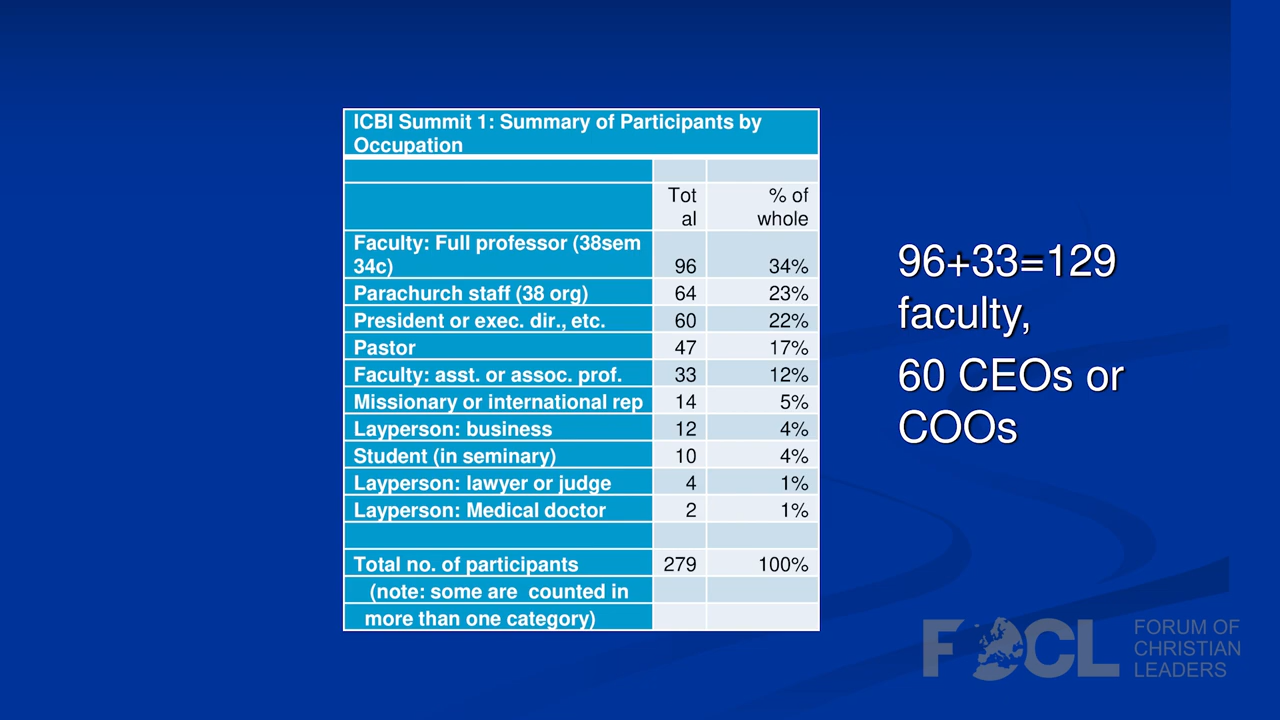 ICBI Summit 1: Summary of Participants by
Occupation
Tot
al
% of
whole
Faculty: Full professor (38sem
34c) 96 34%
Parachurch staff (38 org) 64 23%
President or exec. dir., etc. 60 22%
Pastor 47 17%
Faculty: asst. or assoc. prof. 33 12%
Missionary or international rep 14 5%
Layperson: business 12 4%
Student (in seminary) 10 4%
Layperson: lawyer or judge 4 1%
Layperson: Medical doctor 2 1%
Total no. of participants 279 100%
(note: some are counted in
more than one category)
96+33=129
faculty,
60 CEOs or
COOs
FOCL
FORUM OF
CHRISTIAN
LEADERS